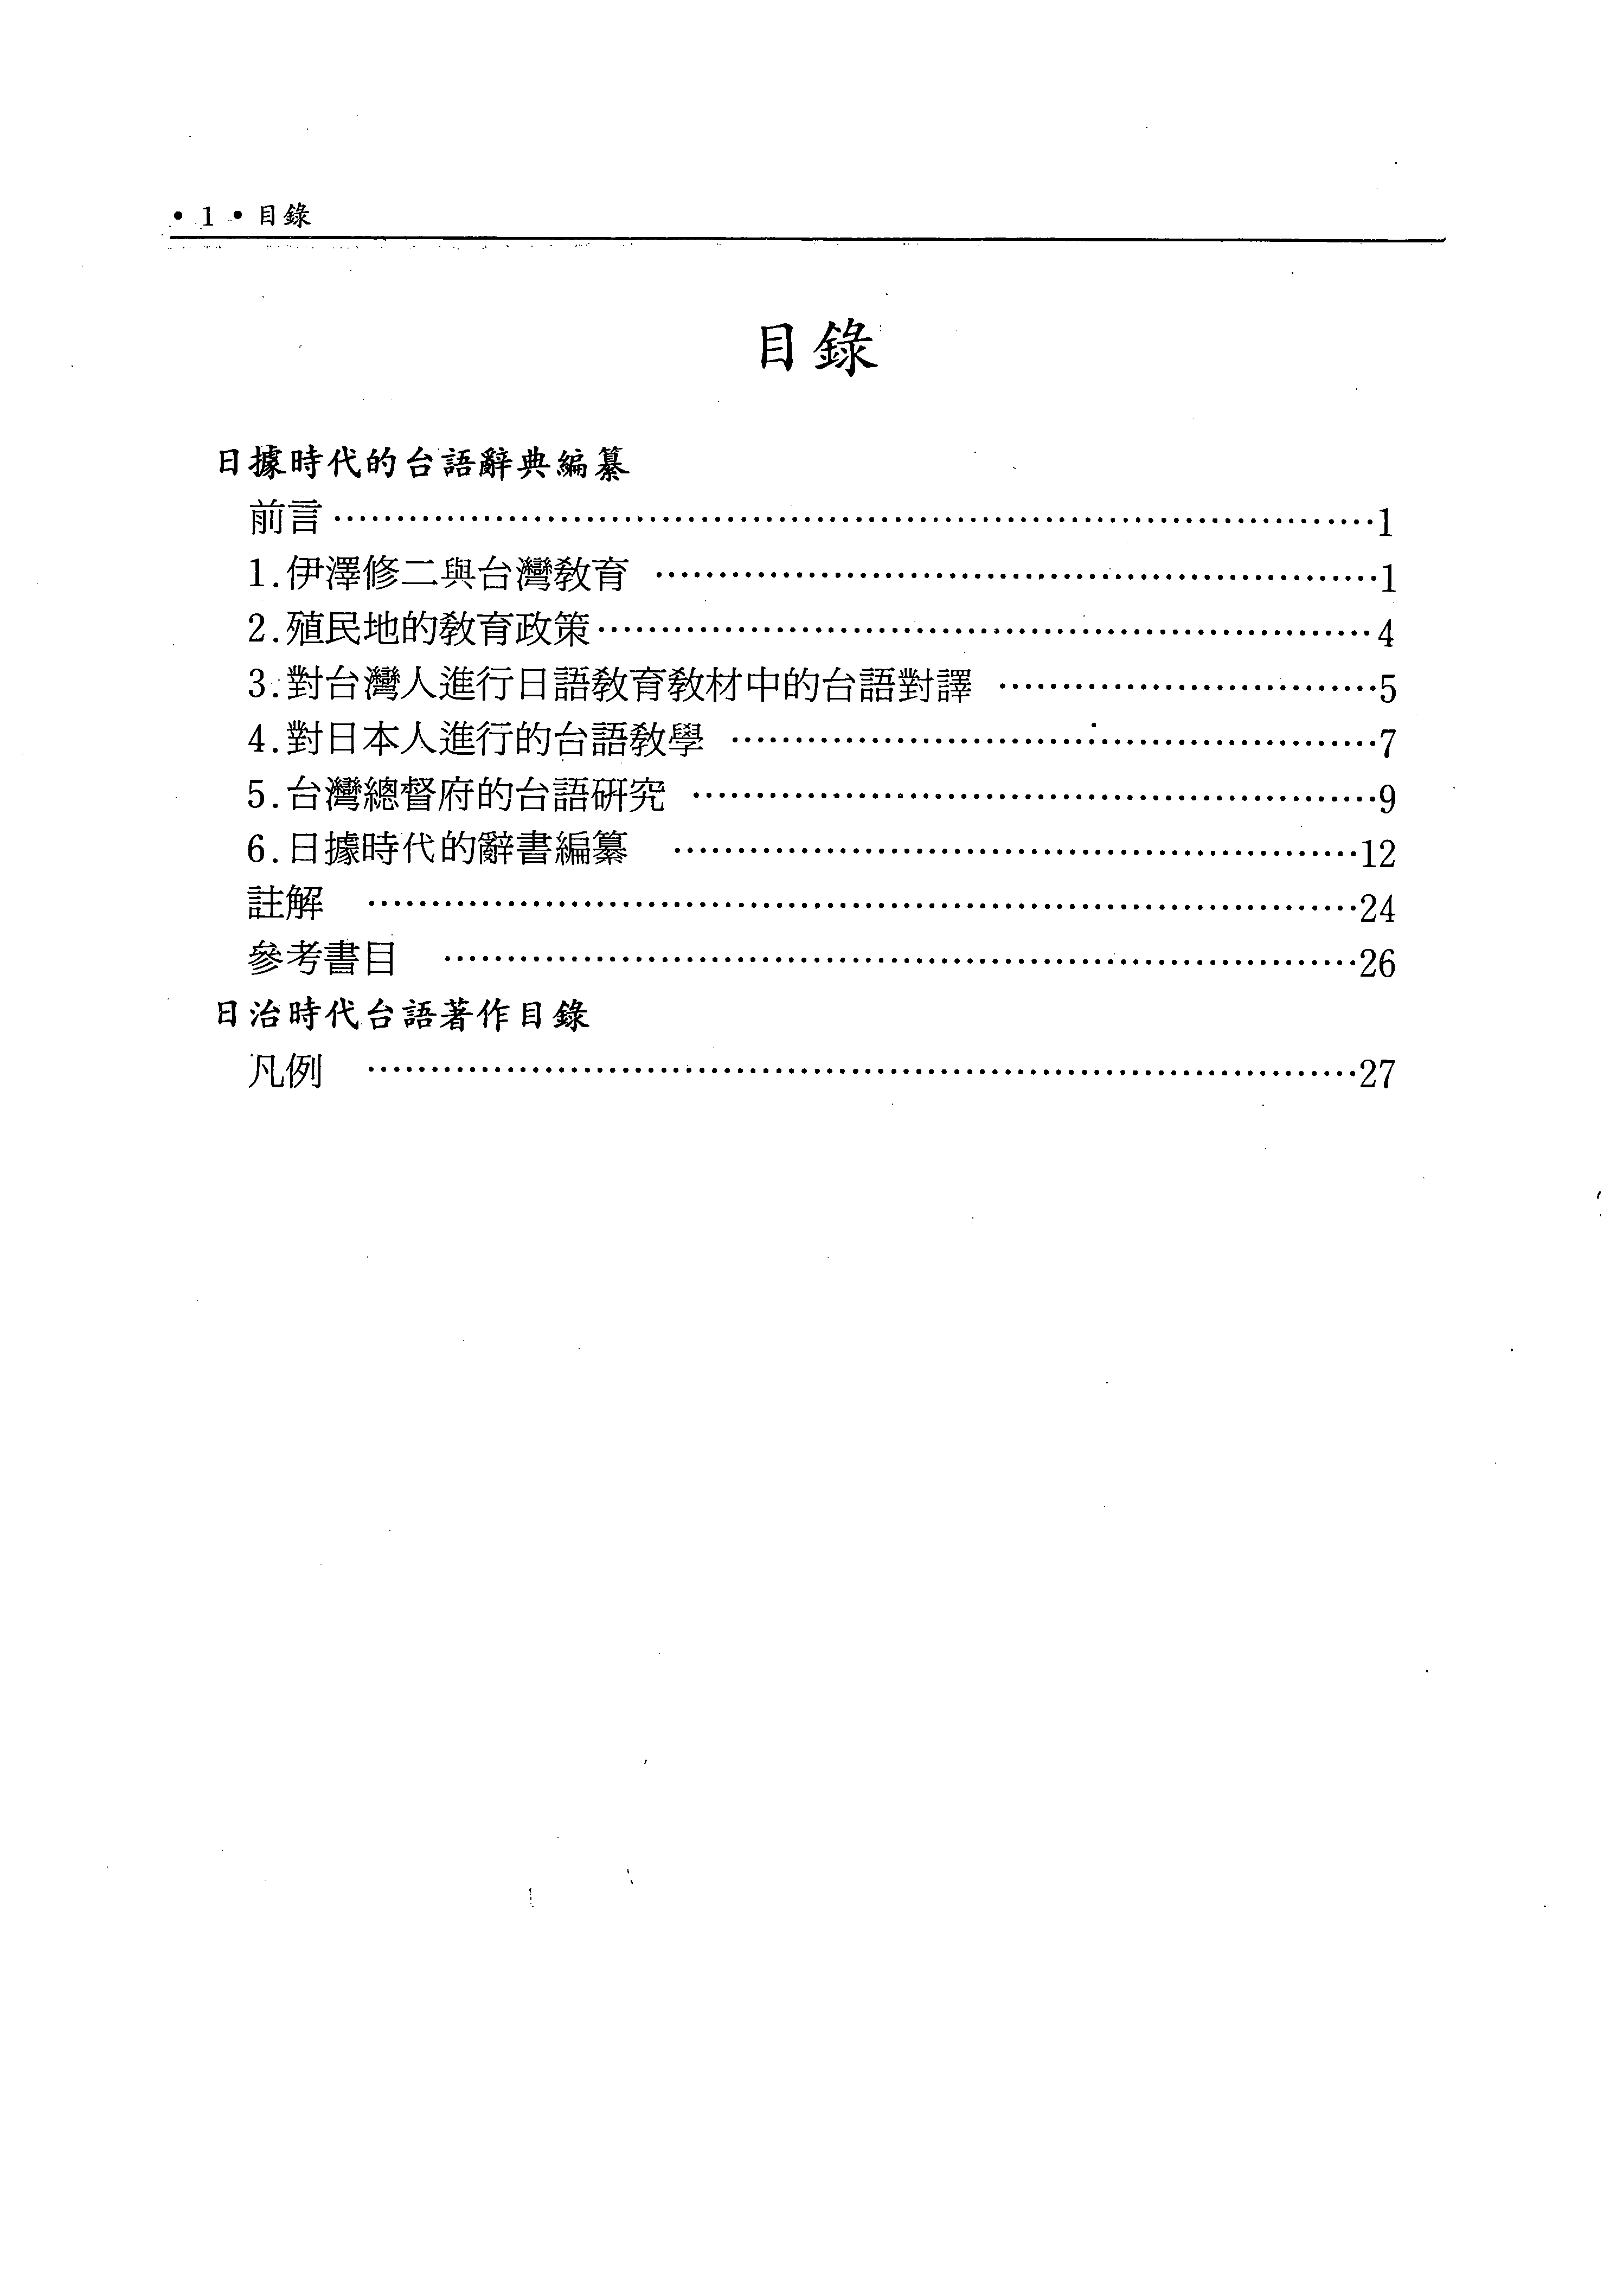 • 1 • 目錄
目錄
日據時代的台語辭典編纂
前言⋯⋯⋯⋯⋯⋯⋯⋯⋯⋯⋯⋯⋯⋯⋯⋯⋯⋯⋯⋯⋯⋯1
1.伊澤修二與台灣教育 ⋯⋯⋯⋯⋯⋯⋯⋯⋯⋯⋯⋯⋯⋯⋯1
2.殖民地的教育政策⋯⋯⋯⋯⋯⋯⋯⋯⋯⋯⋯⋯⋯⋯⋯⋯4
3.對台灣人進行日語教育教材中的台語對譯 ⋯⋯⋯⋯⋯⋯⋯⋯⋯⋯5
4.對日本人進行的台語教學 ⋯⋯⋯⋯⋯⋯⋯⋯⋯⋯⋯⋯⋯7
5.台灣總督府的台語研究 ⋯⋯⋯⋯⋯⋯⋯⋯⋯⋯⋯⋯⋯⋯9
6.日據時代的辭書編纂 ⋯⋯⋯⋯⋯⋯⋯⋯⋯⋯⋯⋯⋯⋯12
註解 ⋯⋯⋯⋯⋯⋯⋯⋯⋯⋯⋯⋯⋯⋯⋯⋯⋯⋯⋯⋯24
參考書目 ⋯⋯⋯⋯⋯⋯⋯⋯⋯⋯⋯⋯⋯⋯⋯⋯⋯⋯26
日治時代台語著作目錄
凡例 ⋯⋯⋯⋯⋯⋯⋯⋯⋯⋯⋯⋯⋯⋯⋯⋯⋯⋯⋯⋯27